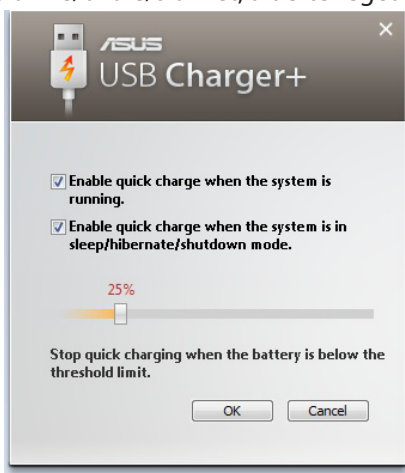 ASUS
USB Charger+
Enable quick charge when the system is
running.
Enable quick charge when the system is in
sleep/hibernate/shutdown mode.
25%
Stop quick charging when the battery is below the
threshold limit.
OK Cancel